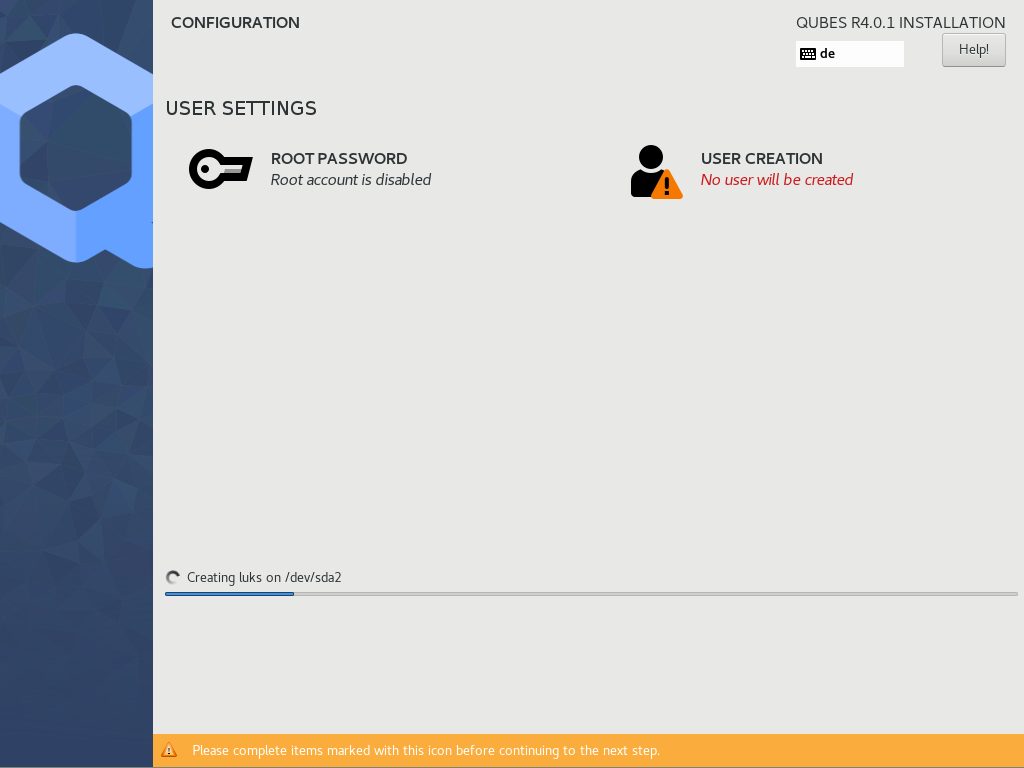 CONFIGURATION
QUBES R4.0.1 INSTALLATION
de
Help!
USER SETTINGS
ROOT PASSWORD
Root account is disabled
USER CREATION
No user will be created
Creating luks on /dev/sda2
Please complete items marked with this icon before continuing to the next step.